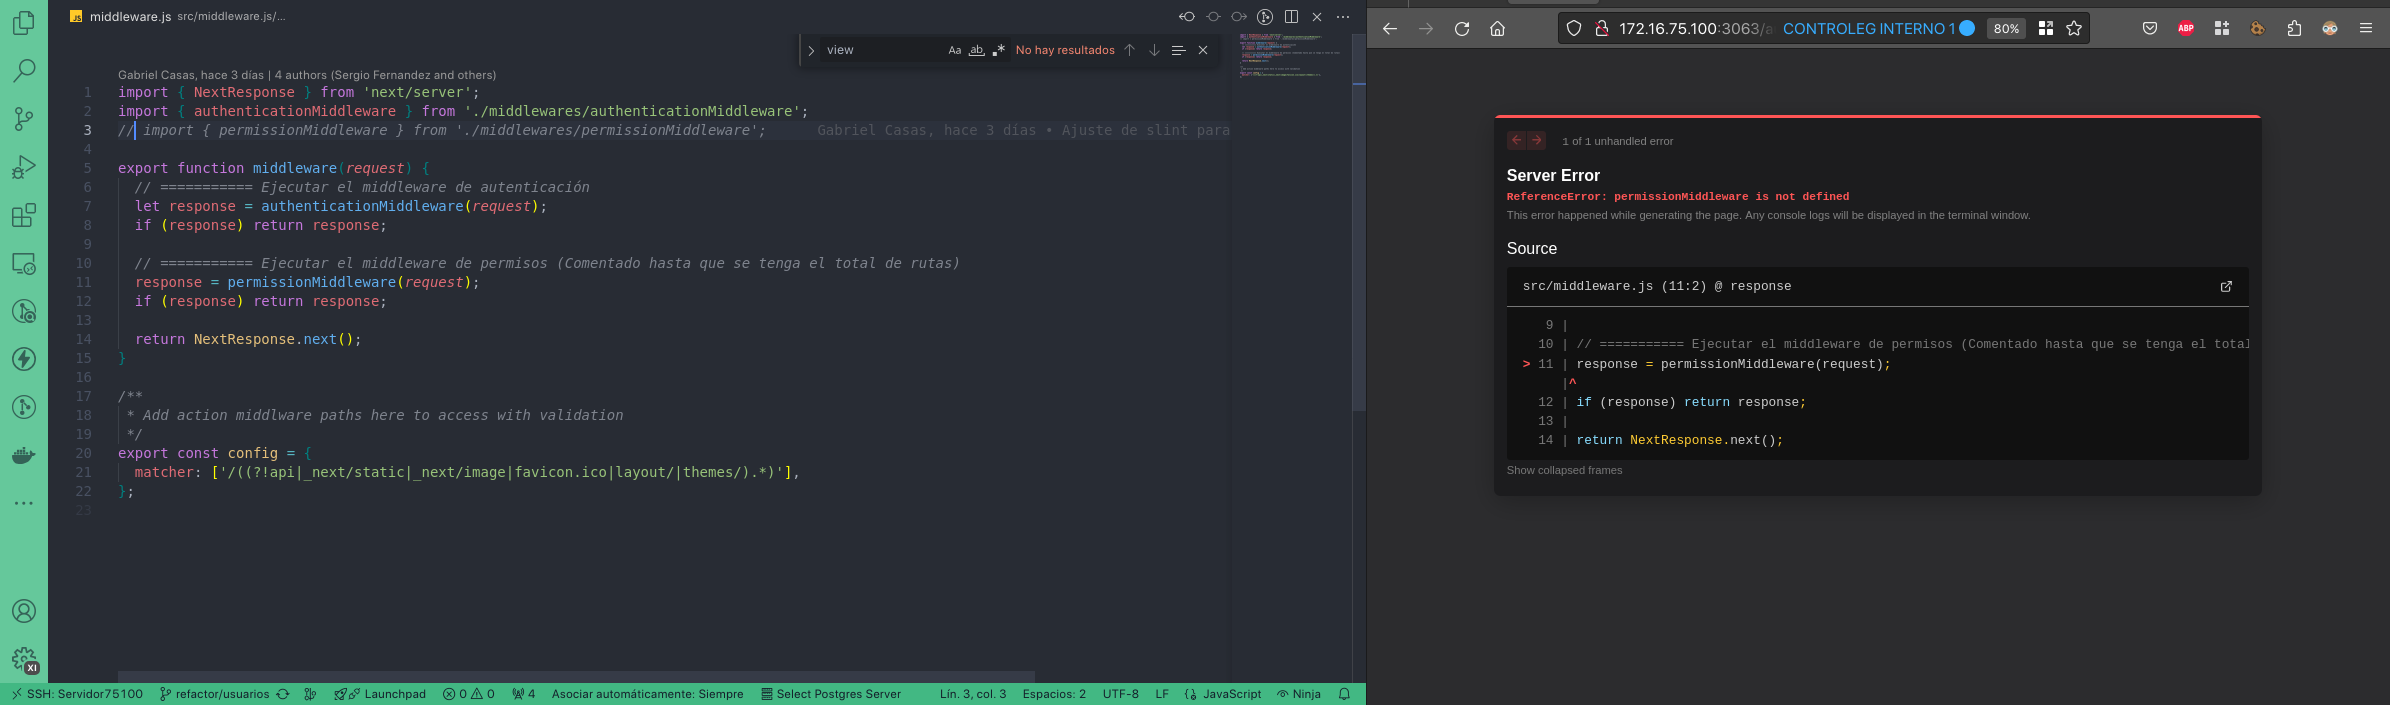 middleware.js src/middleware.js/...
view Aa ab No hay resultados
Gabriel Casas, hace 3 días | 4 authors (Sergio Fernandez and others)
1 import { NextResponse } from 'next/server';
2 import { authenticationMiddleware } from './middlewares/authenticationMiddleware';
3 // import { permissionMiddleware } from './middlewares/permissionMiddleware'; Gabriel Casas, hace 3 días • Ajuste de slint para
4
5 export function middleware(request) {
6 // =========== Ejecutar el middleware de autenticación
7 let response = authenticationMiddleware(request);
8 if (response) return response;
9
10 // =========== Ejecutar el middleware de permisos (Comentado hasta que se tenga el total de rutas)
11 response = permissionMiddleware(request);
12 if (response) return response;
13
14 return NextResponse.next();
15 }
16
17 /**
18 * Add action middlware paths here to access with validation
19 */
20 export const config = {
21 matcher: ['/((?!api|_next/static|_next/image|favicon.ico|layout/|themes/).*)'],
22 };
23
XI
SSH: Servidor75100 refactor/usuarios Launchpad 0 0 4 Asociar automáticamente: Siempre Select Postgres Server Lín. 3, col. 3 Espacios: 2 UTF-8 LF JavaScript Ninja
172.16.75.100:3063/a CONTROLEG INTERNO 1 80% ABP
1 of 1 unhandled error
Server Error
ReferenceError: permissionMiddleware is not defined
This error happened while generating the page. Any console logs will be displayed in the terminal window.
Source
src/middleware.js (11:2) @ response
9 |
10 | // =========== Ejecutar el middleware de permisos (Comentado hasta que se tenga el total
> 11 | response = permissionMiddleware(request);
|^
12 | if (response) return response;
13 |
14 | return NextResponse.next();
Show collapsed frames